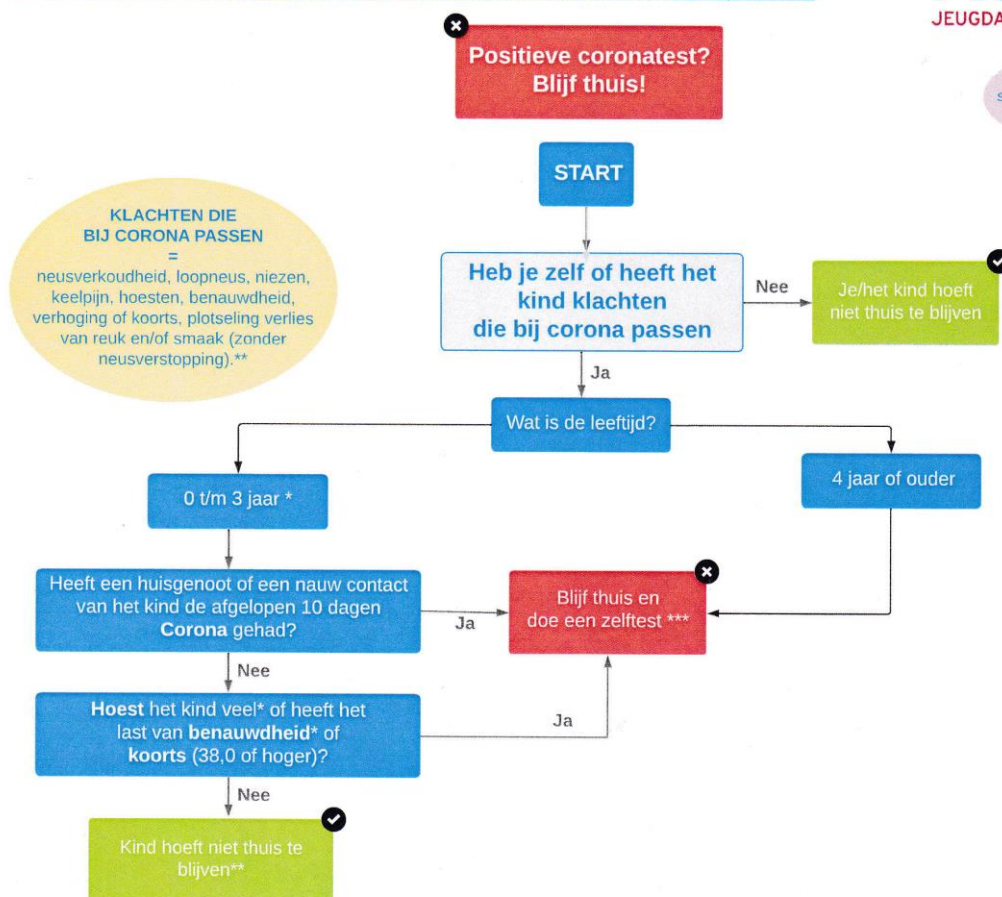 JEUGDA
Positieve coronatest?
Blijf thuis!
START
KLACHTEN DIE
BIJ CORONA PASSEN
=
neusverkoudheid, loopneus, niezen,
keelpijn, hoesten, benauwdheid,
verhoging of koorts, plotseling verlies
van reuk en/of smaak (zonder
neusverstopping).**
Heb je zelf of heeft het
kind klachten
die bij corona passen
Nee
Je/het kind hoeft
niet thuis te blijven
Ja
Wat is de leeftijd?
0 t/m 3 jaar *
4 jaar of ouder
Heeft een huisgenoot of een nauw contact
van het kind de afgelopen 10 dagen
Corona gehad?
Ja
Blijf thuis en
doe een zelftest ***
Nee
Hoest het kind veel* of heeft het
last van benauwdheid* of
koorts (38,0 of hoger)?
Ja
Nee
Kind hoeft niet thuis te
blijven**